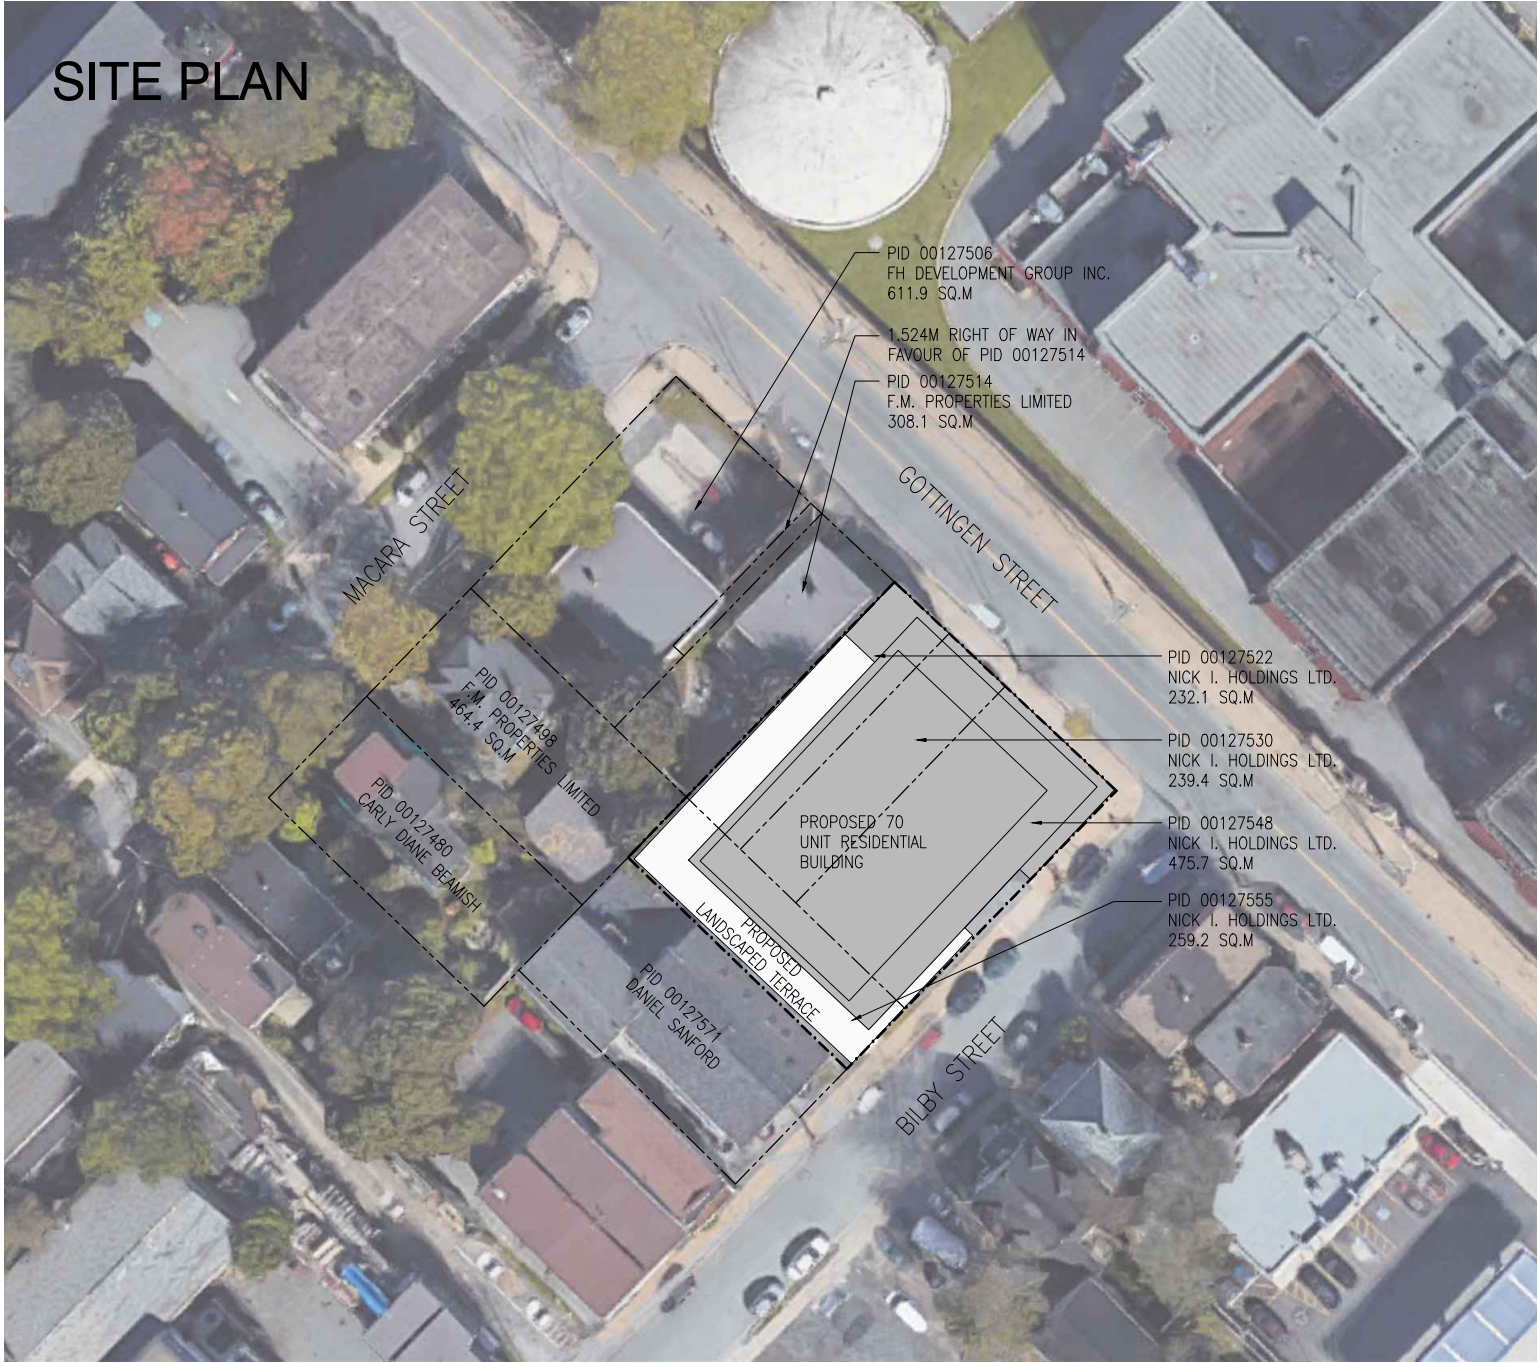 SITE PLAN
PID 00127506
FH DEVELOPMENT GROUP INC.
611.9 SQ.M
1.524M RIGHT OF WAY IN
FAVOUR OF PID 00127514
PID 00127514
F.M. PROPERTIES LIMITED
308.1 SQ.M
MACARA STREET
GOTTINGEN STREET
PID 00127522
NICK I. HOLDINGS LTD.
232.1 SQ.M
PID 00127498
F.M. PROPERTIES LIMITED
464.4 SQ.M
PID 00127530
NICK I. HOLDINGS LTD.
239.4 SQ.M
PID 00127480
CARLY DIANE BEAMISH
PROPOSED 70
UNIT RESIDENTIAL
BUILDING
PID 00127548
NICK I. HOLDINGS LTD.
475.7 SQ.M
PID 00127555
NICK I. HOLDINGS LTD.
259.2 SQ.M
PROPOSED
LANDSCAPED TERRACE
PID 00127571
DANIEL SANFORD
BILBY STREET